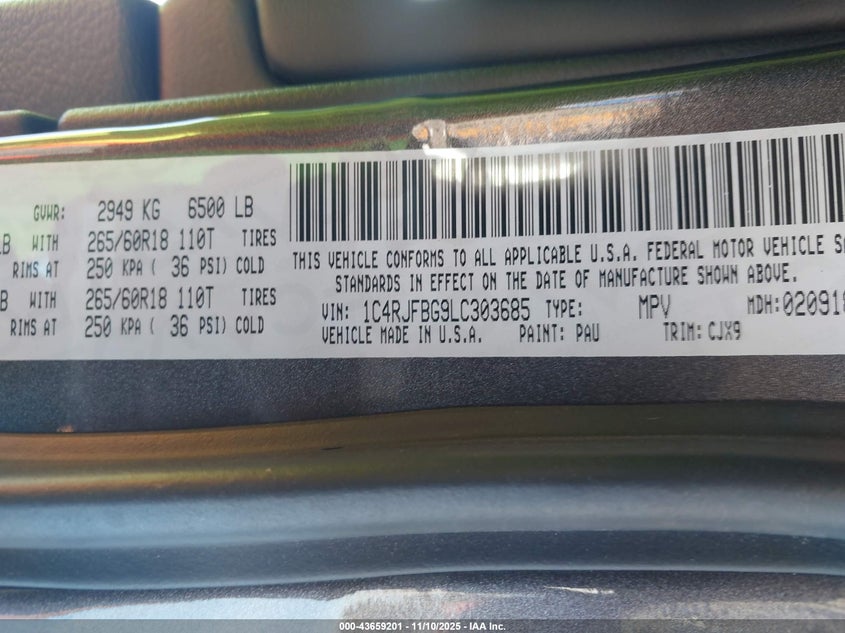 GVWR: 2949 KG 6500 LB
LB WITH 265/60R18 110T TIRES
RIMS AT 250 KPA ( 36 PSI) COLD
WITH 265/60R18 110T TIRES
RIMS AT 250 KPA ( 36 PSI) COLD
THIS VEHICLE CONFORMS TO ALL APPLICABLE U.S.A. FEDERAL MOTOR VEHICLE
STANDARDS IN EFFECT ON THE DATE OF MANUFACTURE SHOWN ABOVE.
VIN: 1C4RJFBG9LC303685 TYPE: MPV MDH: 020918
VEHICLE MADE IN U.S.A. PAINT: PAU TRIM: CJX9
000-43659201 - 11/10/2025 - IAA Inc.